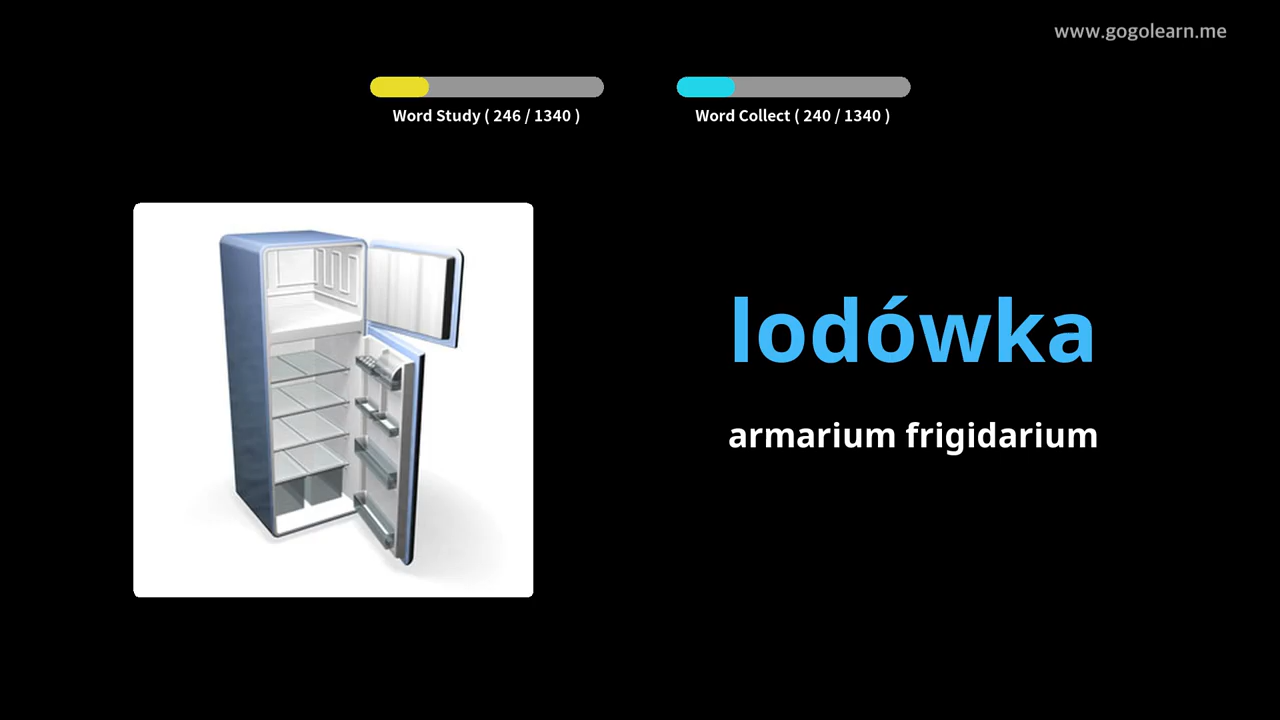 www.gogolearn.me
Word Study ( 246 / 1340 )
Word Collect ( 240 / 1340 )
lodówka
armarium frigidarium